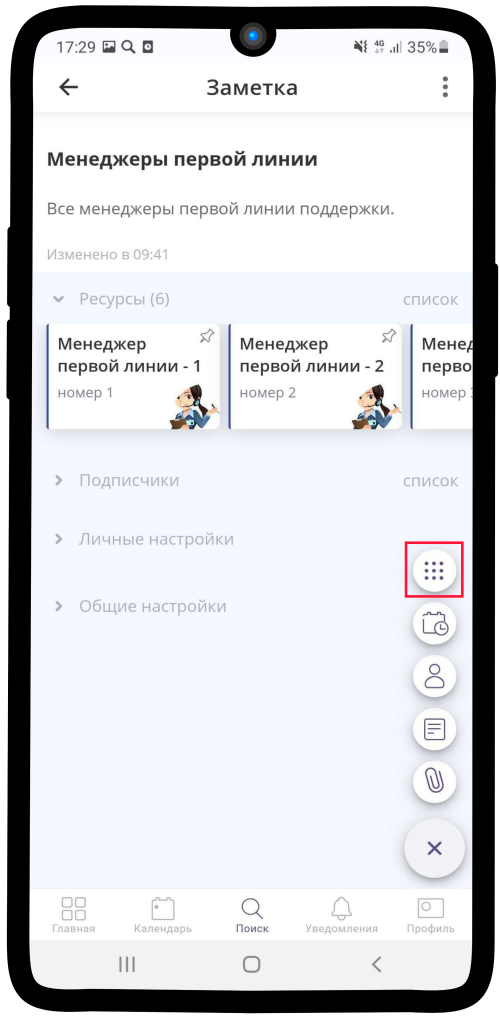 17:29 4G 35%
Заметка
Менеджеры первой линии
Все менеджеры первой линии поддержки.
Изменено в 09:41
Ресурсы (6) список
Менеджер
первой линии - 1
номер 1
Менеджер
первой линии - 2
номер 2
Менед
перво
номер
Подписчики список
Личные настройки
Общие настройки
Главная Календарь Поиск Уведомления Профиль